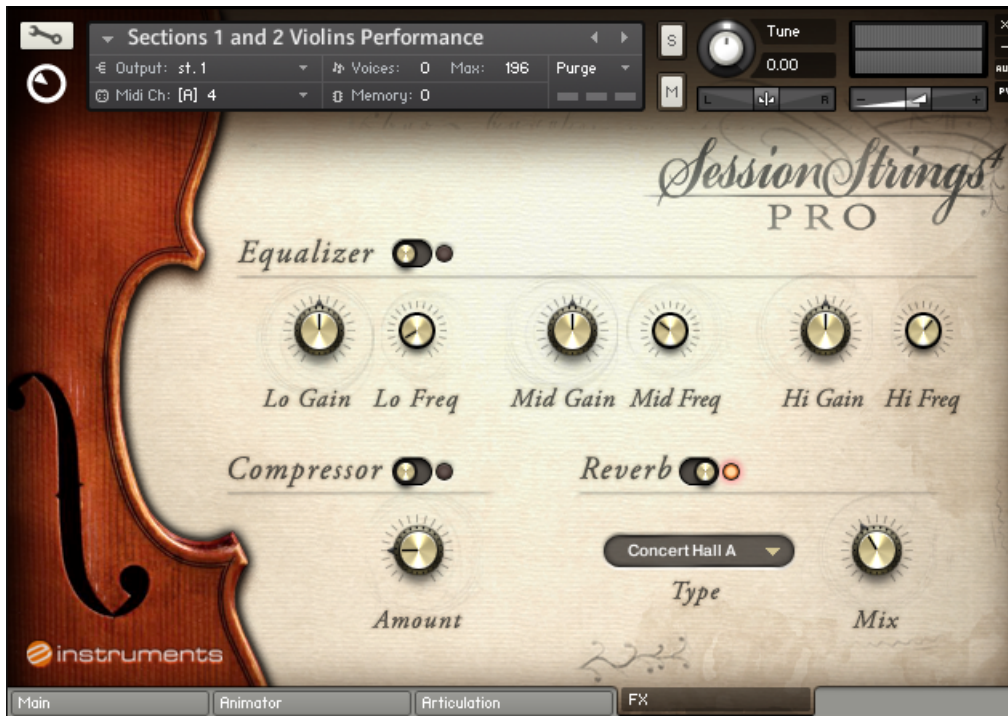 Sections 1 and 2 Violins Performance
S
Tune
0.00
Output: st.1
Voices: 0 Max: 196
Purge
Midi Ch: [A] 4
Memory: 0
M
L
R
-
+
AU
PV
Session Strings
PRO
Equalizer
Lo Gain
Lo Freq
Mid Gain
Mid Freq
Hi Gain
Hi Freq
Compressor
Reverb
Concert Hall A
Type
Amount
Mix
e instruments
Main
Animator
Articulation
FX